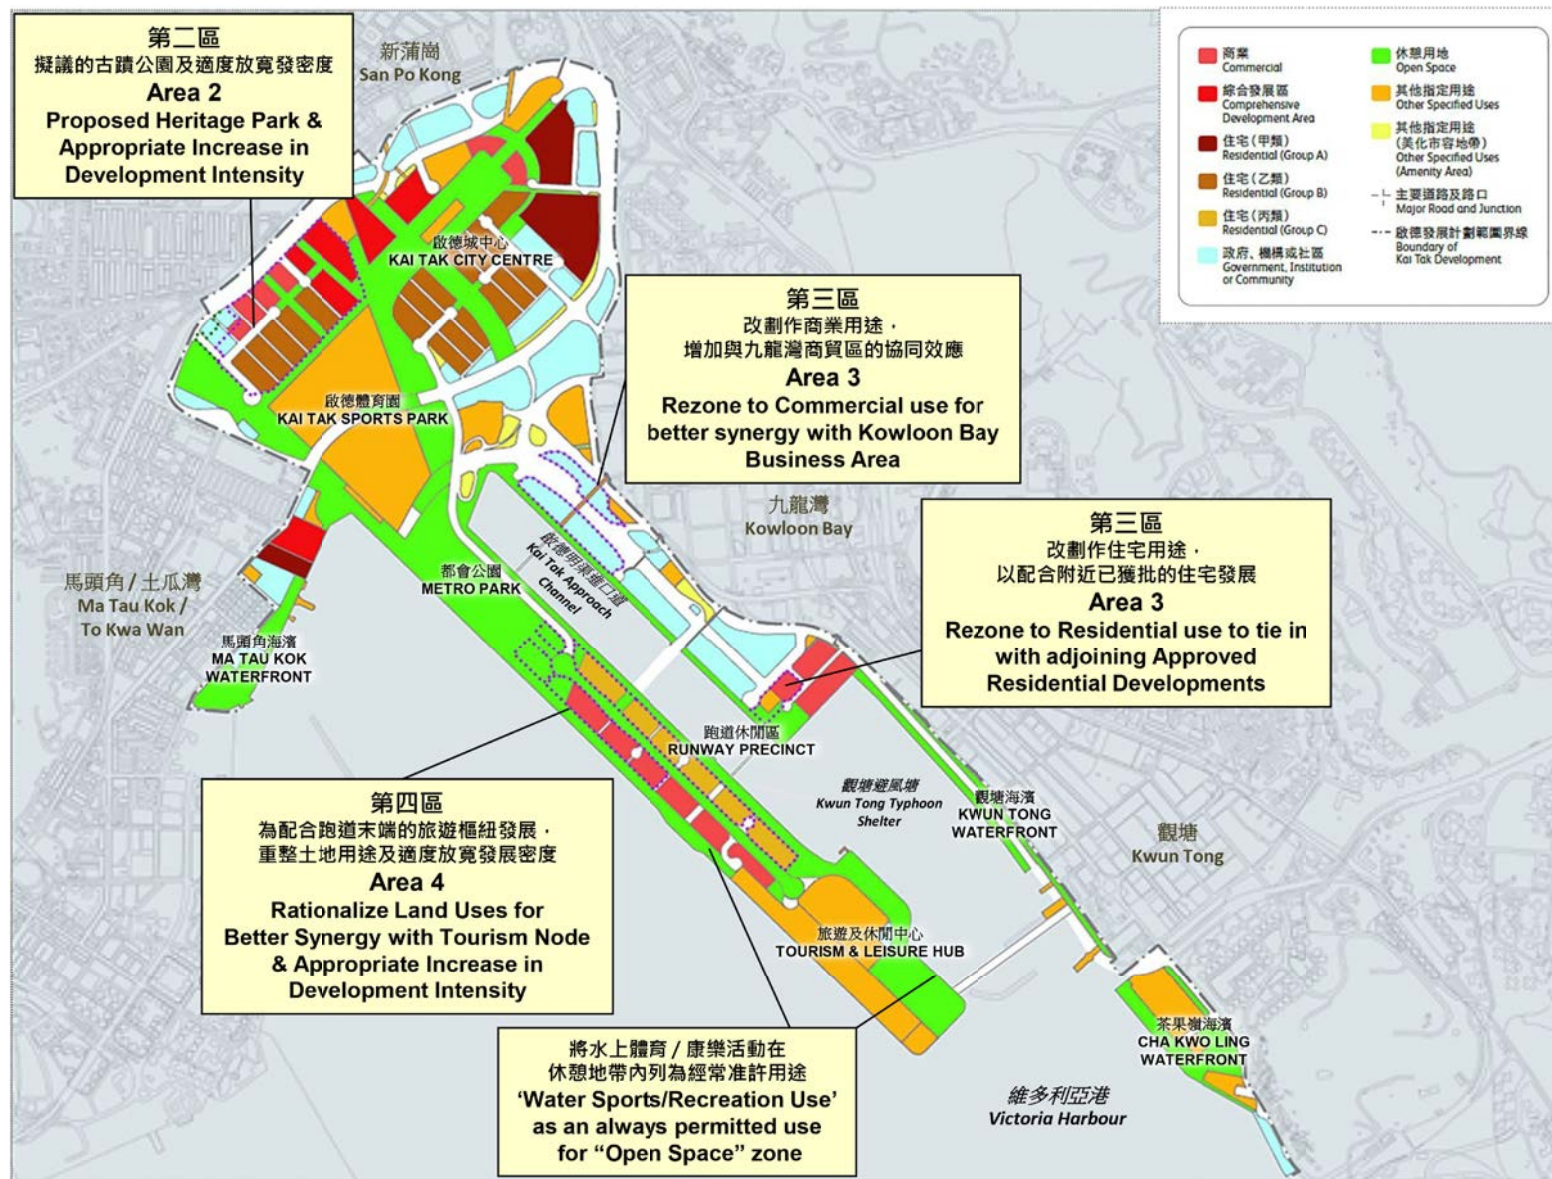 第二區
擬議的古蹟公園及適度放寬發密度
Area 2
Proposed Heritage Park &
Appropriate Increase in
Development Intensity
新蒲崗
San Po Kong
商業
Commercial
綜合發展區
Comprehensive
Development Area
住宅(甲類)
Residential (Group A)
住宅(乙類)
Residential (Group B)
住宅(丙類)
Residential (Group C)
政府、機構或社區
Government, Institution
or Community
休憩用地
Open Space
其他指定用途
Other Specified Uses
其他指定用途
(美化市容地帶)
Other Specified Uses
(Amenity Area)
主要道路及路口
Major Road and Junction
啟德發展計劃範圍界線
Boundary of
Kai Tak Development
啟德城中心
KAI TAK CITY CENTRE
第三區
改劃作商業用途，
增加與九龍灣商貿區的協同效應
Area 3
Rezone to Commercial use for
better synergy with Kowloon Bay
Business Area
啟德體育園
KAI TAK SPORTS PARK
九龍灣
Kowloon Bay
第三區
改劃作住宅用途，
以配合附近已獲批的住宅發展
Area 3
Rezone to Residential use to tie in
with adjoining Approved
Residential Developments
啟德明渠進口道
Kai Tak Approach
Channel
都會公園
METRO PARK
馬頭角 / 土瓜灣
Ma Tau Kok /
To Kwa Wan
馬頭角海濱
MA TAU KOK
WATERFRONT
跑道休閒區
RUNWAY PRECINCT
觀塘避風塘
Kwun Tong Typhoon
Shelter
觀塘海濱
KWUN TONG
WATERFRONT
觀塘
Kwun Tong
第四區
為配合跑道末端的旅遊樞紐發展，
重整土地用途及適度放寬發展密度
Area 4
Rationalize Land Uses for
Better Synergy with Tourism Node
& Appropriate Increase in
Development Intensity
旅遊及休閒中心
TOURISM & LEISURE HUB
茶果嶺海濱
CHA KWO LING
WATERFRONT
將水上體育 / 康樂活動在
休憩地帶內列為經常准許用途
‘Water Sports/Recreation Use’
as an always permitted use
for “Open Space” zone
維多利亞港
Victoria Harbour